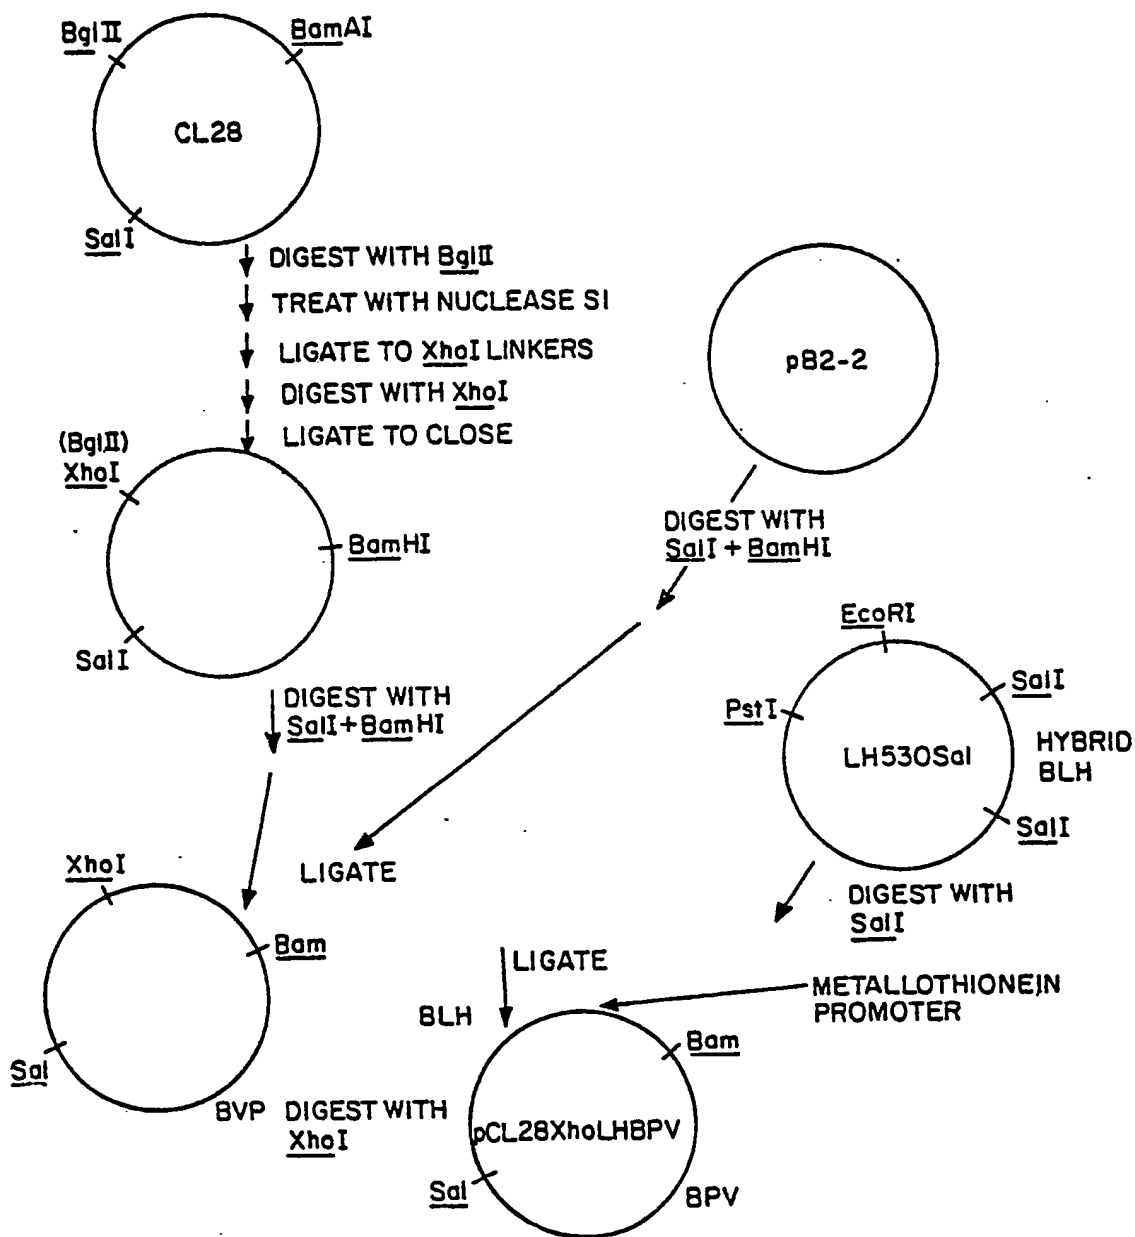 BglII
BamAI
CL28
SalI
DIGEST WITH BglII
TREAT WITH NUCLEASE SI
LIGATE TO XhoI LINKERS
DIGEST WITH XhoI
LIGATE TO CLOSE
pB2-2
(BglII)
XhoI
BamHI
SalI
DIGEST WITH
SalI + BamHI
DIGEST WITH
SalI+BamHI
EcoRI
PstI
SalI
LH530Sal
HYBRID
BLH
SalI
DIGEST WITH
SalI
LIGATE
XhoI
Bam
Sal
BVP
DIGEST WITH
XhoI
LIGATE
BLH
METALLOTHIONEIN
PROMOTER
Bam
pCL28XhoLHBPV
Sal
BPV